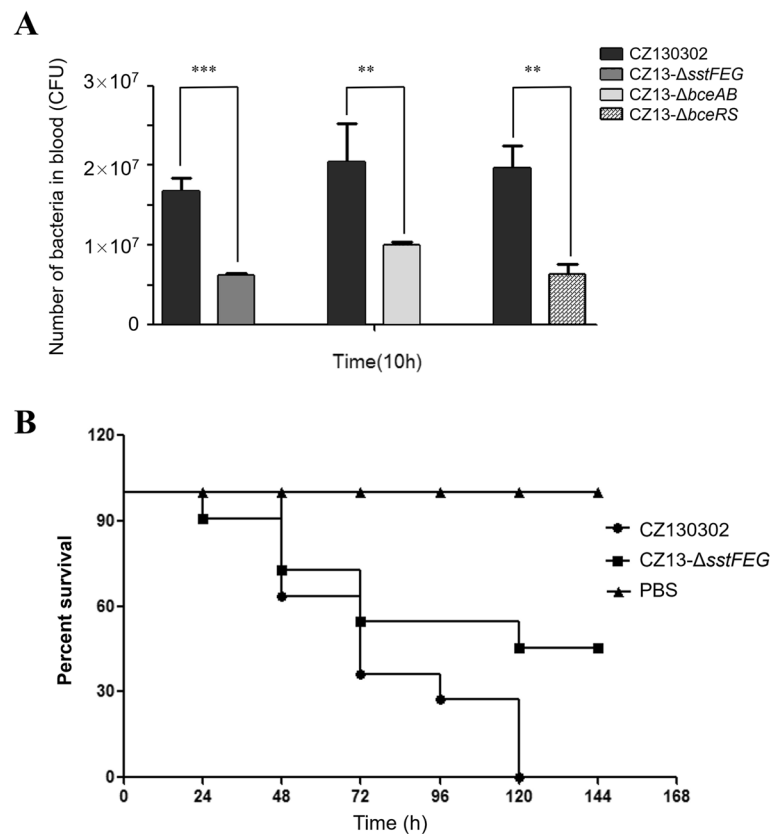 A
Number of bacteria in blood (CFU)
3×10⁷
2×10⁷
1×10⁷
0
***
**
**
CZ130302
CZ13-ΔsstFEG
CZ13-ΔbceAB
CZ13-ΔbceRS
Time(10h)
B
Percent survival
120
90
60
30
0
0 24 48 72 96 120 144 168
Time (h)
CZ130302
CZ13-ΔsstFEG
PBS